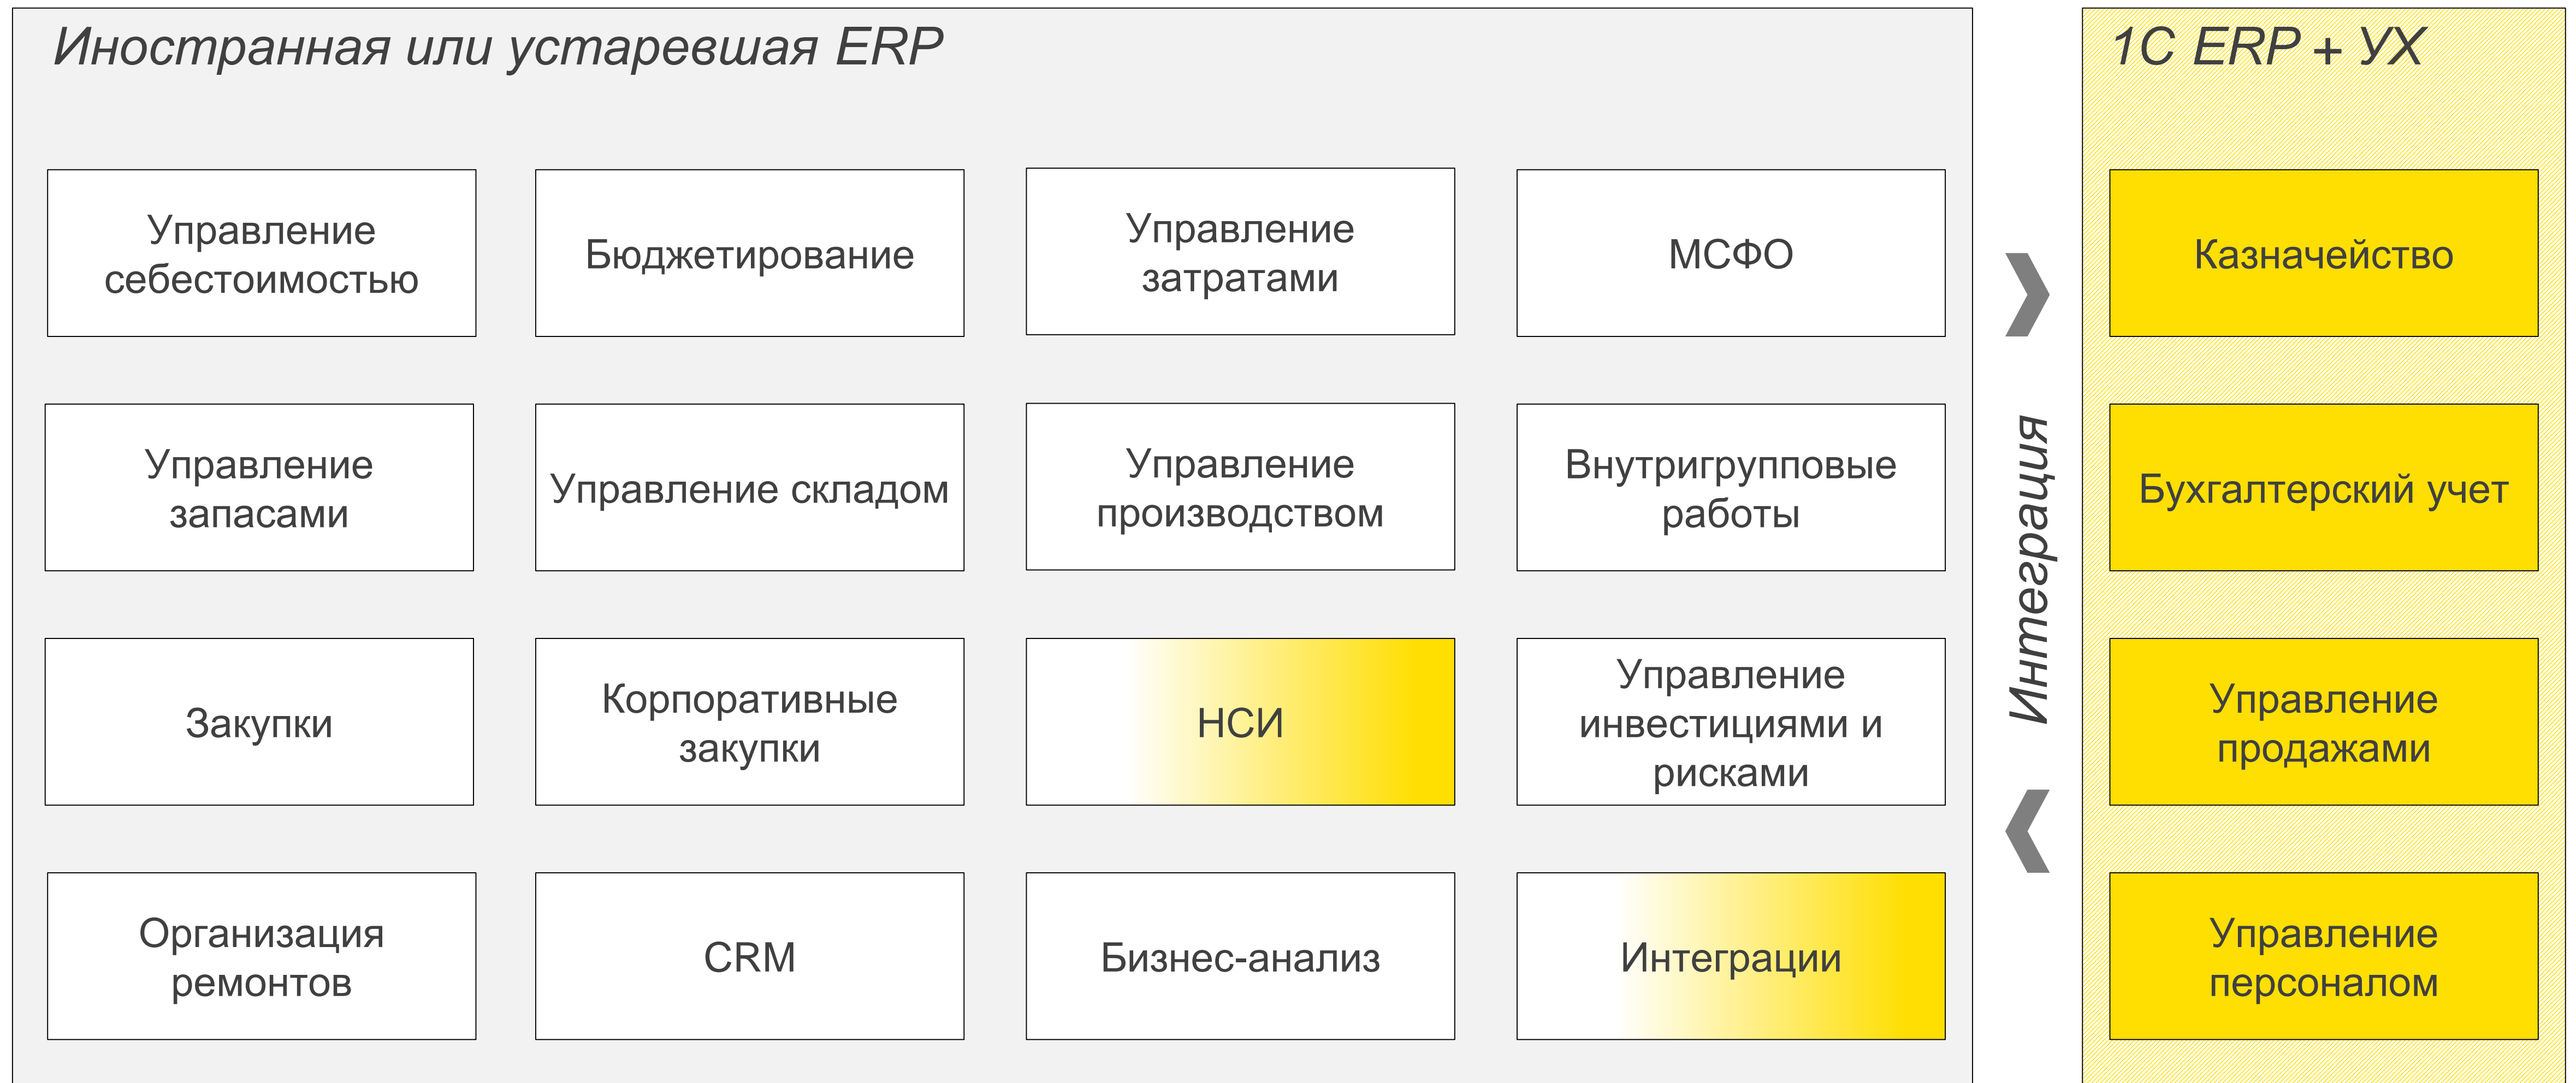 Иностранная или устаревшая ERP
Управление
себестоимостью
Бюджетирование
Управление
затратами
МСФО
Управление
запасами
Управление складом
Управление
производством
Внутригрупповые
работы
Закупки
Корпоративные
закупки
НСИ
Управление
инвестициями и
рисками
Организация
ремонтов
CRM
Бизнес-анализ
Интеграции
Интеграция
1С ERP + УХ
Казначейство
Бухгалтерский учет
Управление
продажами
Управление
персоналом